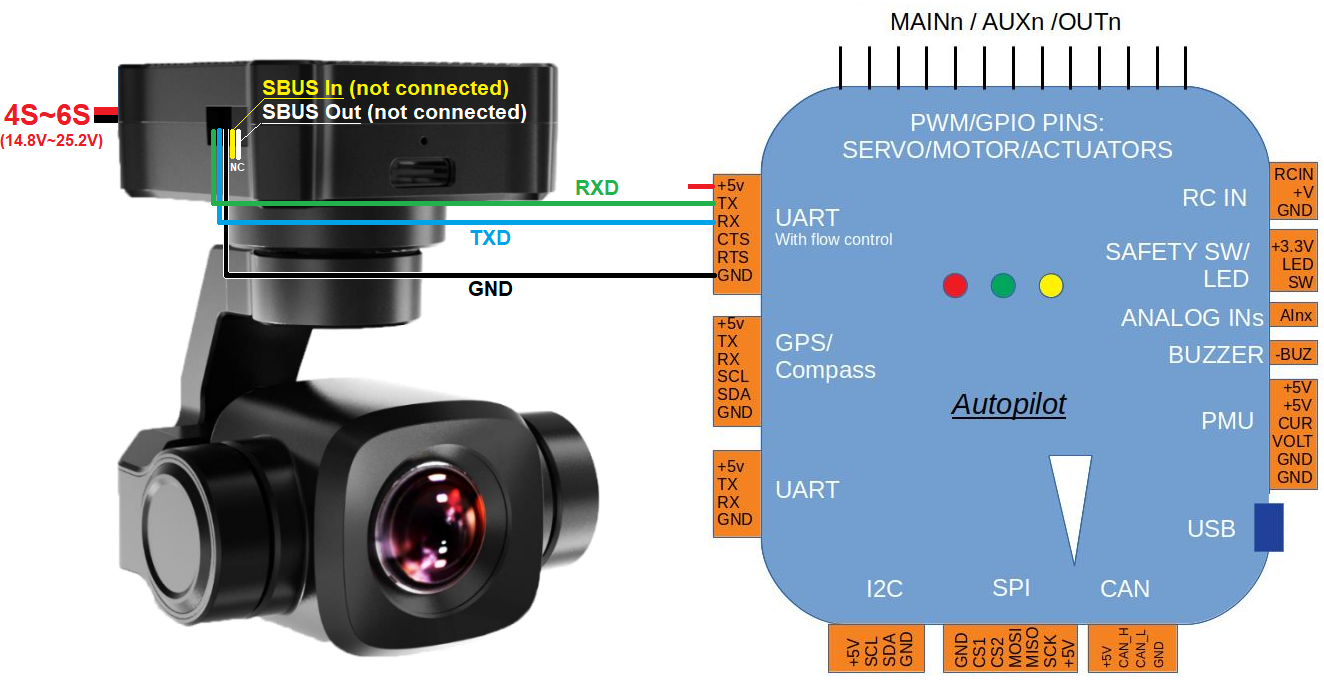 MAINn / AUXn /OUTn
4S~6S
(14.8V~25.2V)
SBUS In (not connected)
SBUS Out (not connected)
NC
RXD
TXD
GND
PWM/GPIO PINS:
SERVO/MOTOR/ACTUATORS
+5v
TX
RX
CTS
RTS
GND
UART
With flow control
+5v
TX
RX
SCL
SDA
GND
GPS/
Compass
+5v
TX
RX
GND
UART
Autopilot
RC IN
RCIN
+V
GND
SAFETY SW/
LED
+3.3V
LED
SW
ANALOG INs
AInx
BUZZER
-BUZ
PMU
+5V
+5V
CUR
VOLT
GND
GND
USB
I2C
SPI
CAN
+5V
SCL
SDA
GND
GND
CS1
CS2
MOSI
MISO
SCK
+5V
+5V
CAN_H
CAN_L
GND